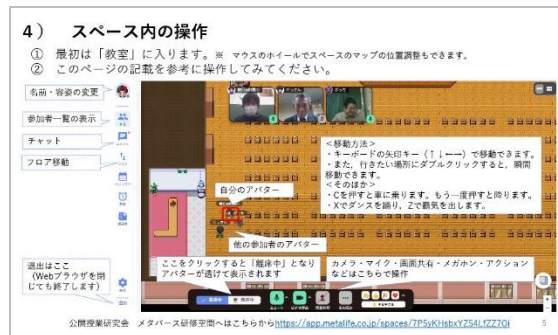 4） スペース内の操作
① 最初は「教室」に入ります。※ マウスのホイールでスペースのマップの位置調整もできます。
② このページの記載を参考に操作してみてください。
名前・容姿の変更
参加者一覧の表示
チャット
フロア移動
＜移動方法＞
・キーボードの矢印キー（↑↓←→）で移動できます。
・また、行きたい場所にダブルクリックすると、瞬間
移動できます。
＜そのほか＞
・Cを押すと車に乗ります。もう一度押すと降ります。
・Xでダンスを踊り、Zで覇気を出します。
自分のアバター
他の参加者のアバター
退出はここ
（Webブラウザを閉
じても終了します）
ここをクリックすると「離席中」となり
アバターが透けて表示されます
カメラ・マイク・画面共有・メガホン・アクション
などはこちらで操作
公開授業研究会 メタバース研修空間へはこちらからhttps://app.metalife.co.jp/spaces/7P5yKHsbxYZ54LfZZ7Oi